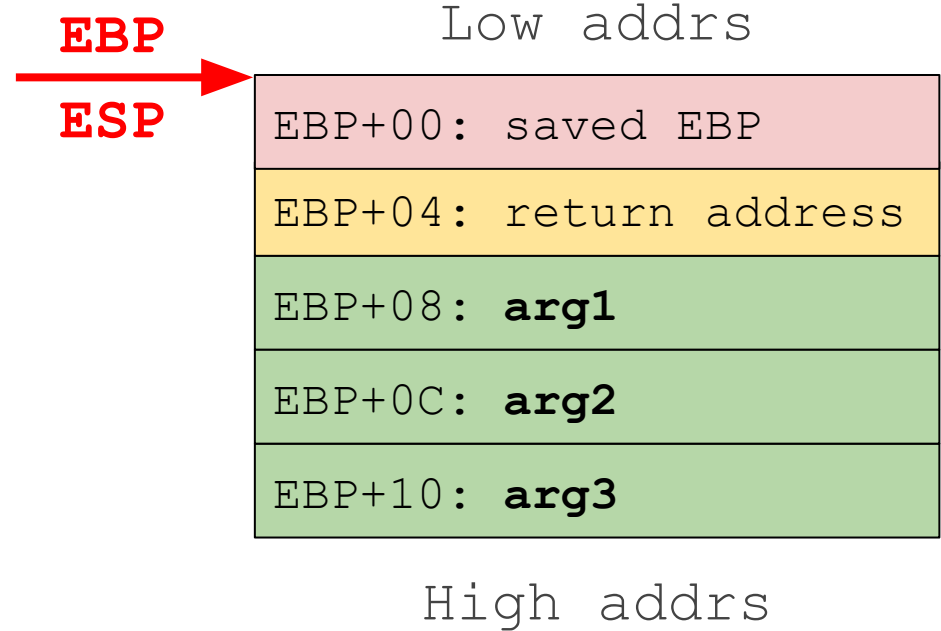 Low addrs
EBP
ESP
EBP+00: saved EBP
EBP+04: return address
EBP+08: arg1
EBP+0C: arg2
EBP+10: arg3
High addrs